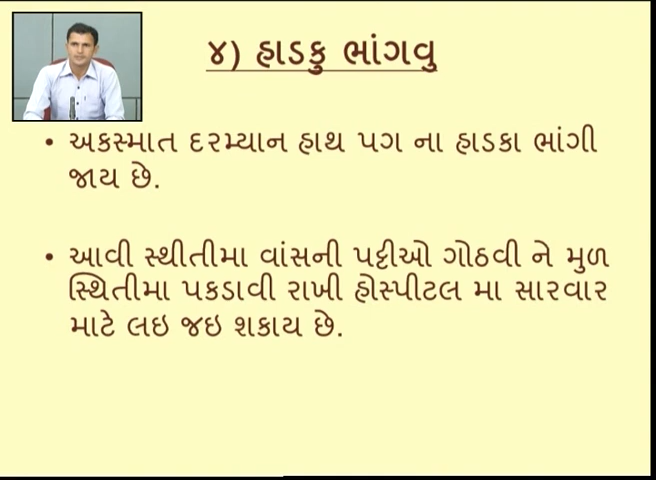 ૪) હાડકુ ભાંગવુ
• અકસ્માત દરમ્યાન હાથ પગ ના હાડકા ભાંગી
જાય છે.
• આવી સ્થીતીમા વાંસની પટ્ટીઓ ગોઠવી ને મુળ
સ્થિતીમા પકડાવી રાખી હોસ્પીટલ મા સારવાર
માટે લઇ જઇ શકાય છે.